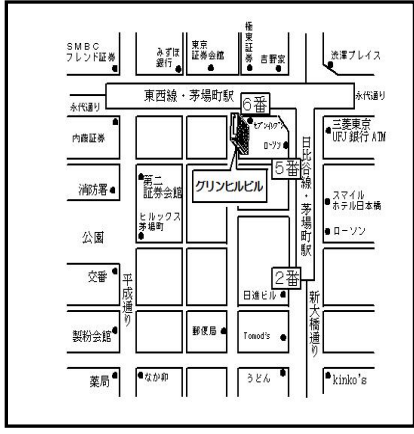 SMBC
フレンド証券
みずほ
銀行
東京
証券会館
極東証券
吉野家
渋澤プレイス
永代通り
東西線・茅場町駅
永代通り
6番
内藤証券
セブンイレブン
ローソン
三菱東京
UFJ銀行ATM
5番
日比谷線・茅場町駅
消防署
第二
証券会館
グリンヒルビル
スマイル
ホテル日本橋
ヒルックス
茅場町
ローソン
公園
交番
平成通り
2番
日進ビル
新大橋通り
製粉会館
郵便局
Tomod's
薬局
なか卯
うどん
kinko's